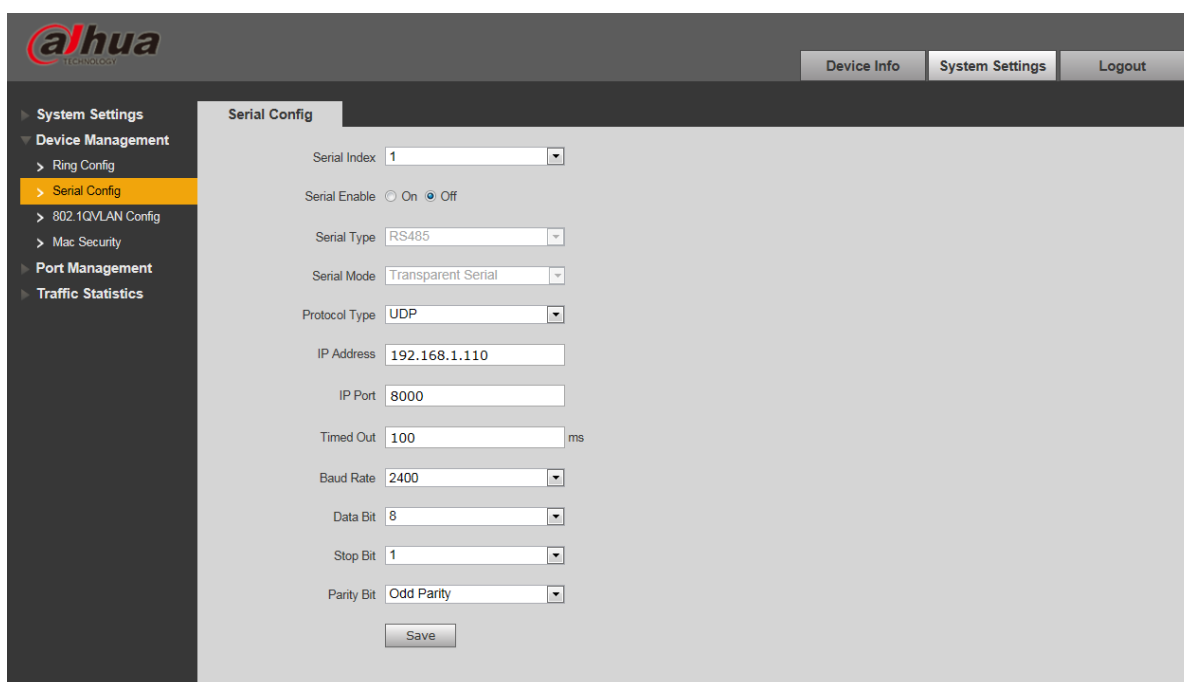 alhua
TECHNOLOGY
Device Info System Settings Logout
System Settings
Device Management
Ring Config
Serial Config
802.1QVLAN Config
Mac Security
Port Management
Traffic Statistics
Serial Config
Serial Index 1
Serial Enable On Off
Serial Type RS485
Serial Mode Transparent Serial
Protocol Type UDP
IP Address 192.168.1.110
IP Port 8000
Timed Out 100 ms
Baud Rate 2400
Data Bit 8
Stop Bit 1
Parity Bit Odd Parity
Save